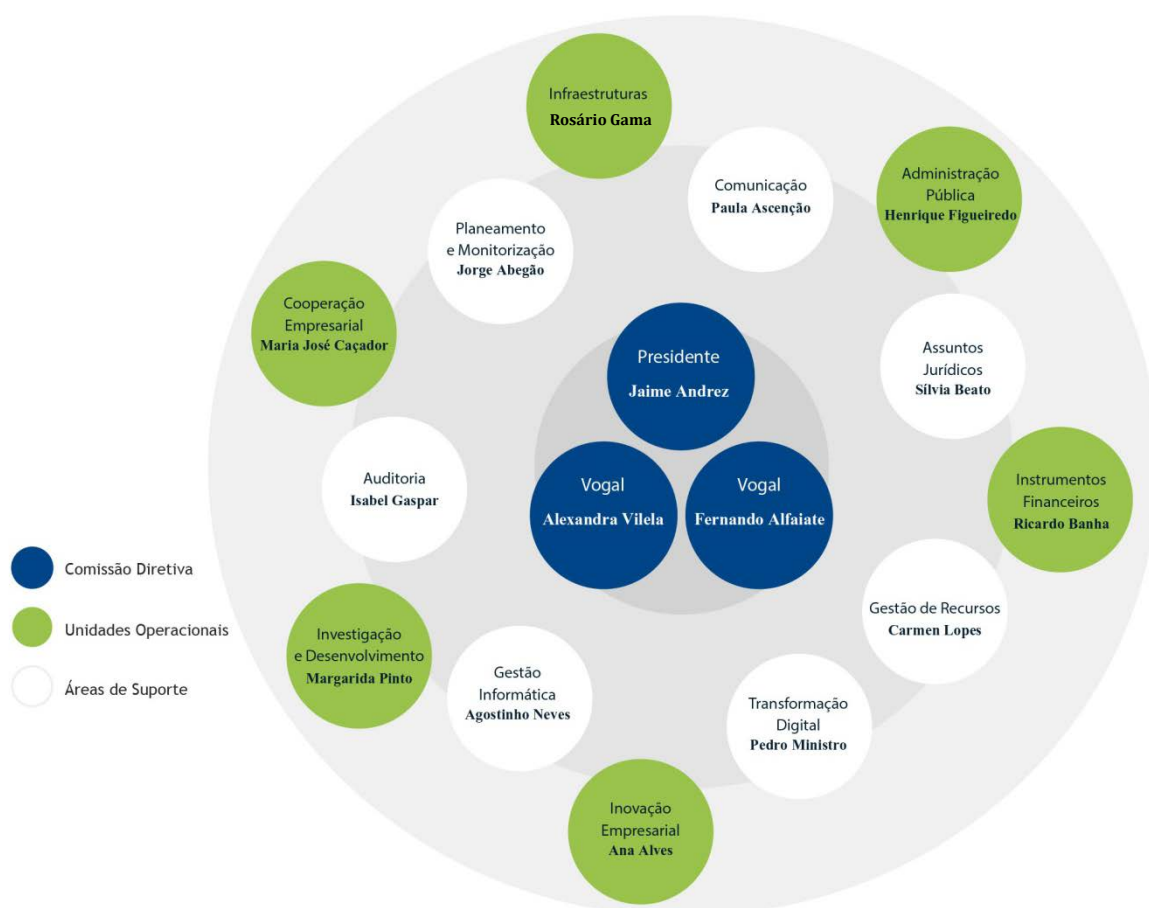 Infraestruturas
Rosário Gama
Comunicação
Paula Ascenção
Administração
Pública
Henrique Figueiredo
Planeamento
e Monitorização
Jorge Abegão
Cooperação
Empresarial
Maria José Caçador
Presidente
Jaime Andrez
Assuntos
Jurídicos
Sílvia Beato
Auditoria
Isabel Gaspar
Vogal
Alexandra Vilela
Vogal
Fernando Alfaiate
Instrumentos
Financeiros
Ricardo Banha
Comissão Diretiva
Unidades Operacionais
Áreas de Suporte
Gestão de Recursos
Carmen Lopes
Investigação
e Desenvolvimento
Margarida Pinto
Gestão
Informática
Agostinho Neves
Transformação
Digital
Pedro Ministro
Inovação
Empresarial
Ana Alves